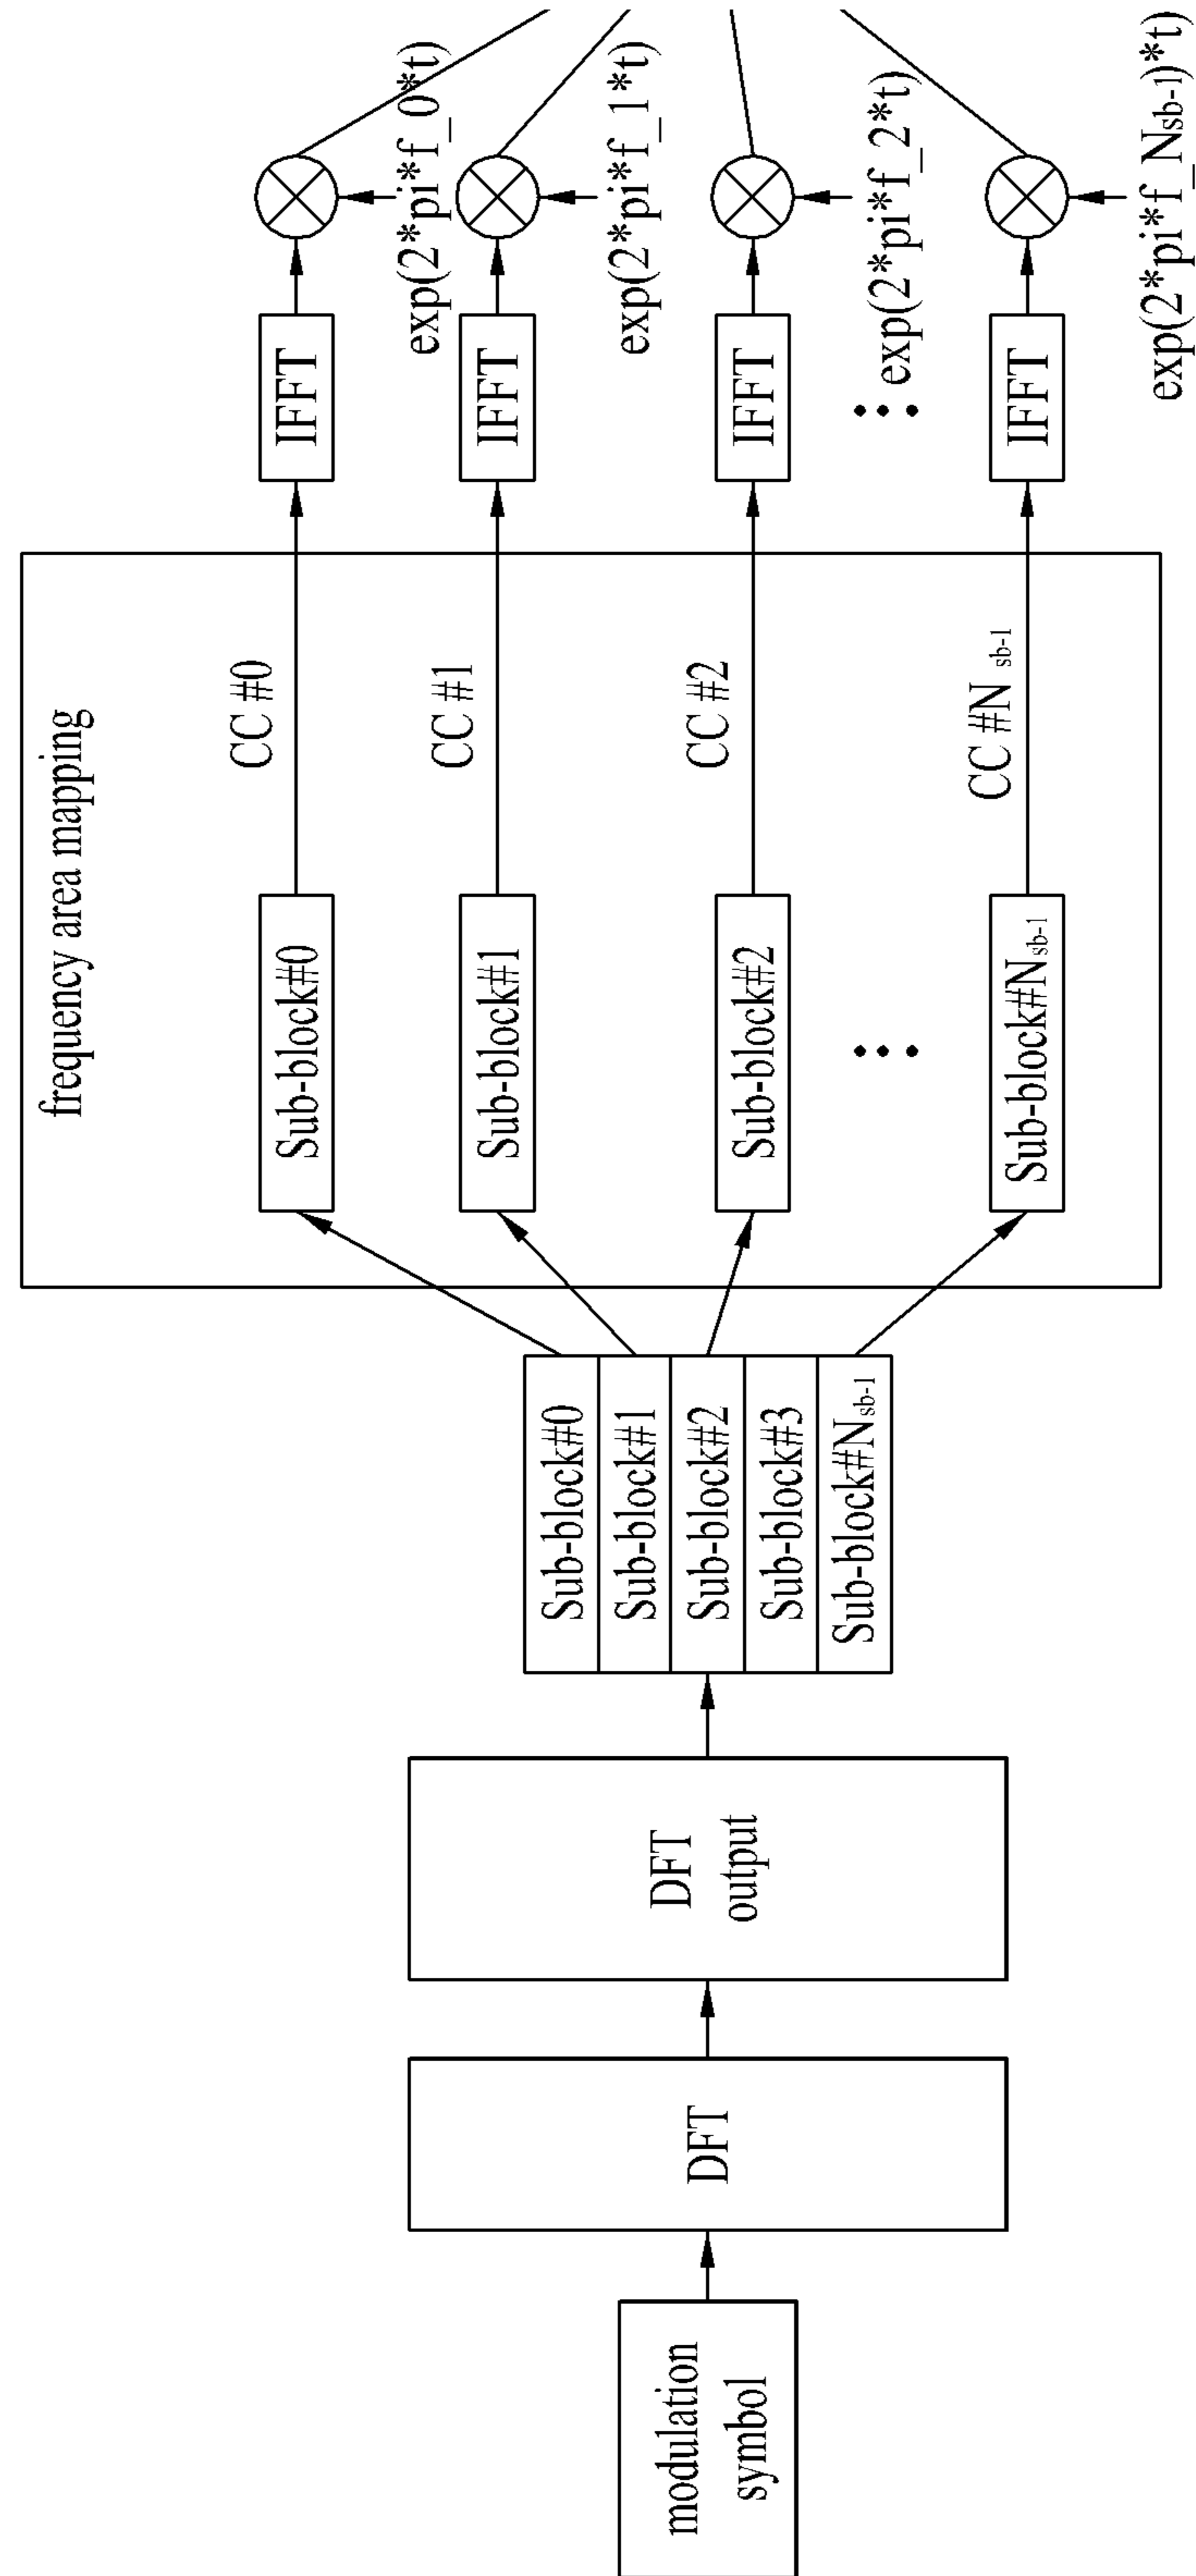 modulation
symbol
DFT
DFT
output
Sub-block#0
Sub-block#1
Sub-block#2
Sub-block#3
Sub-block#Nsb-1
frequency area mapping
Sub-block#0
CC #0
IFFT
exp(2*pi*f_0*t)
Sub-block#1
CC #1
IFFT
exp(2*pi*f_1*t)
Sub-block#2
CC #2
IFFT
exp(2*pi*f_2*t)
Sub-block#Nsb-1
CC #N sb-1
IFFT
exp(2*pi*f_Nsb-1)*t)